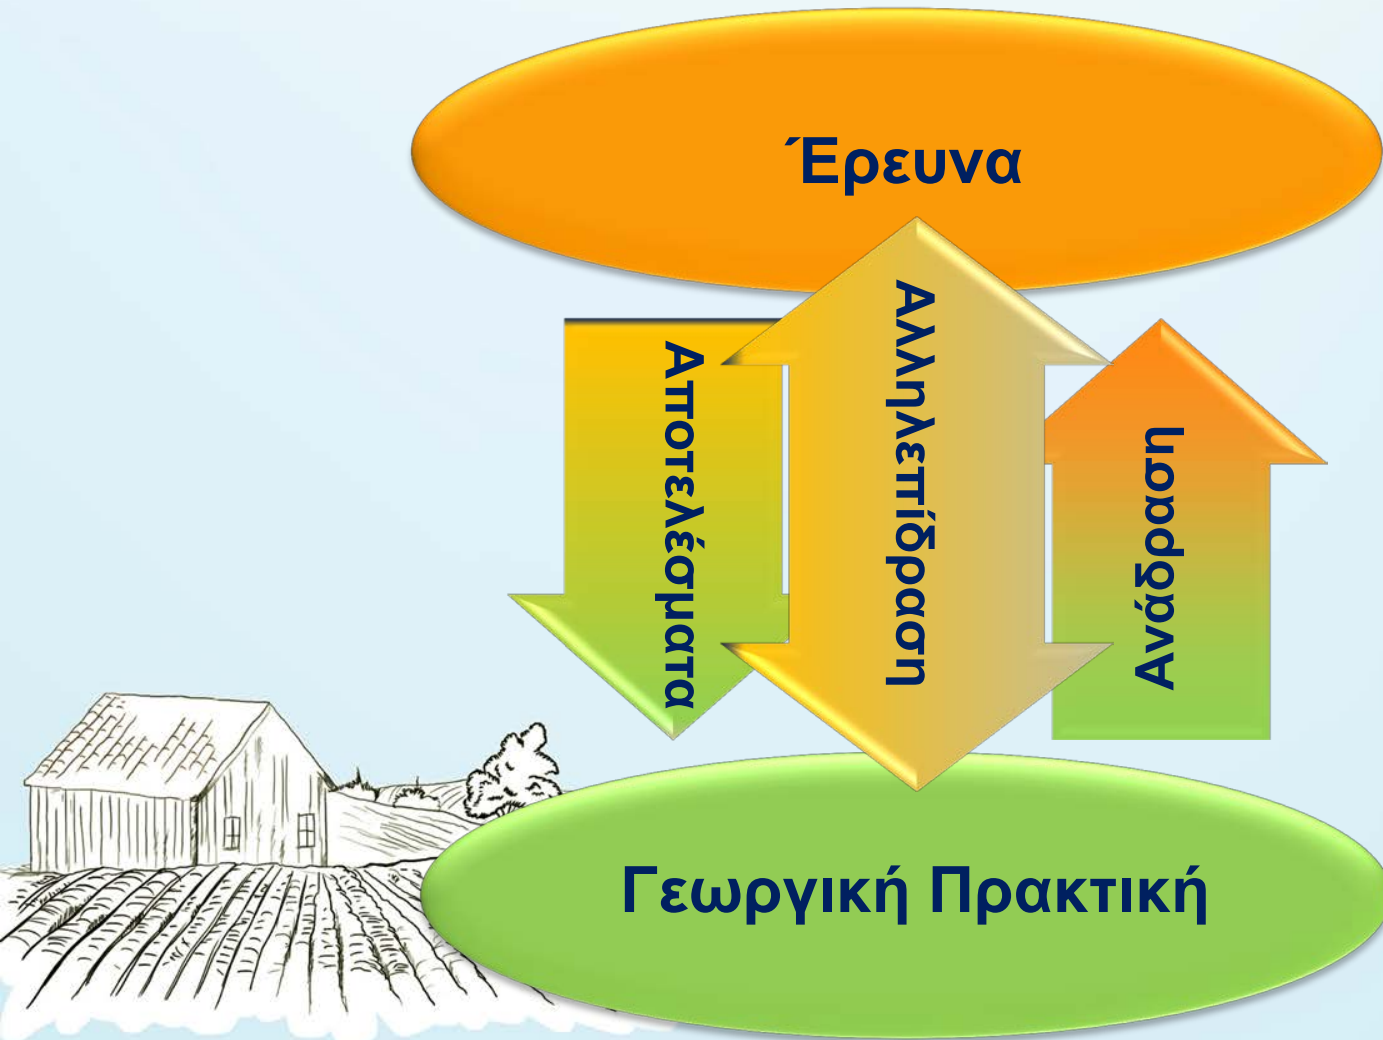 Έρευνα
Αποτελέσματα
Αλληλεπίδραση
Ανάδραση
Γεωργική Πρακτική